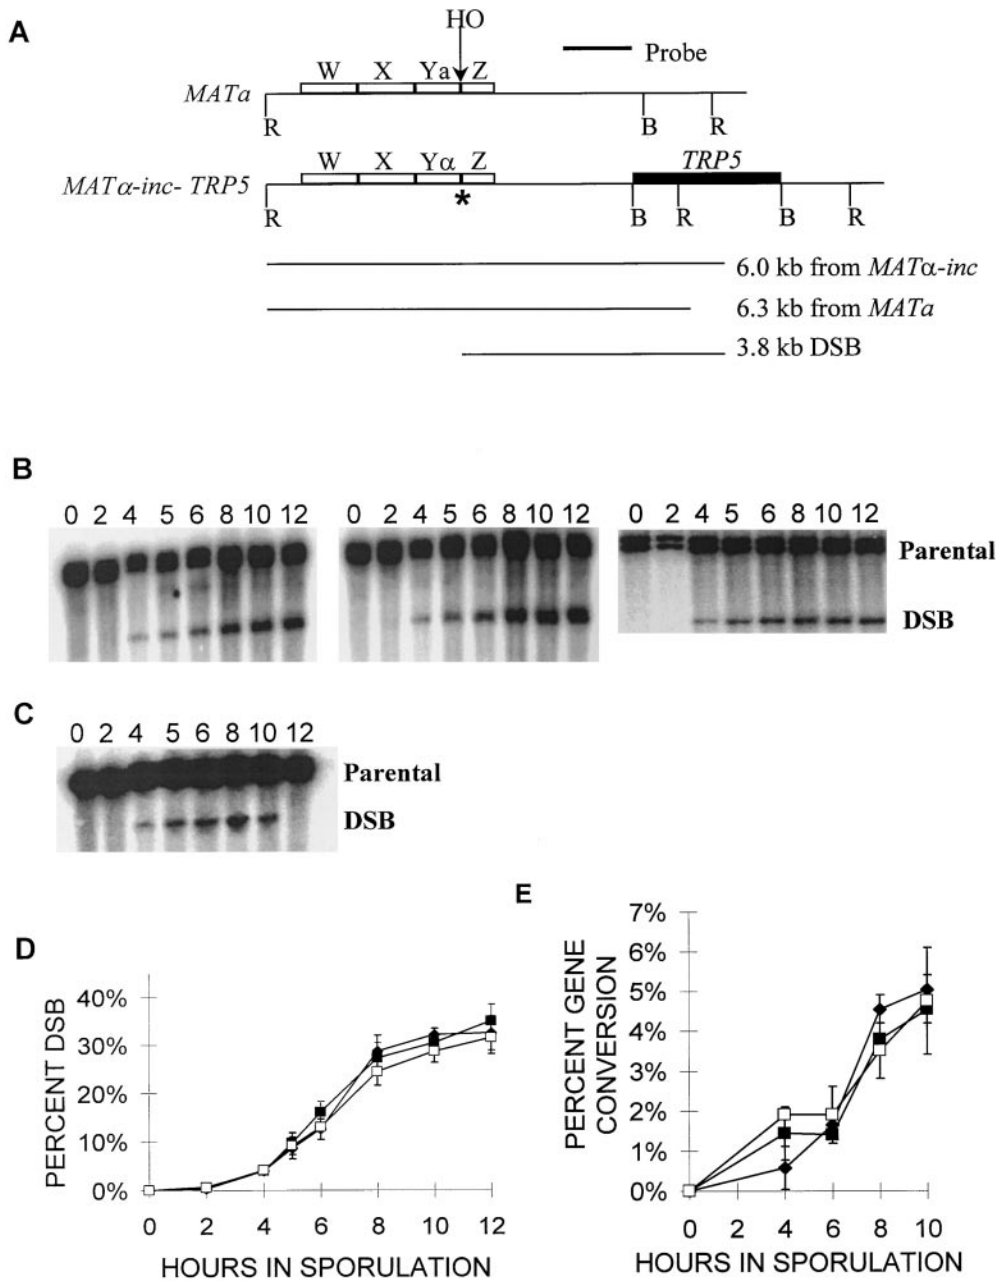 A
HO
Probe
W X Ya Z
MATa
R B R
W X Yα Z TRP5
MATα-inc- TRP5
*
R B R B R
6.0 kb from MATα-inc
6.3 kb from MATa
3.8 kb DSB
B
0 2 4 5 6 8 10 12
0 2 4 5 6 8 10 12
0 2 4 5 6 8 10 12
Parental
DSB
C
0 2 4 5 6 8 10 12
Parental
DSB
D
PERCENT DSB
40%
30%
20%
10%
0%
0 2 4 6 8 10 12
HOURS IN SPORULATION
E
PERCENT GENE
CONVERSION
7%
6%
5%
4%
3%
2%
1%
0%
0 2 4 6 8 10
HOURS IN SPORULATION